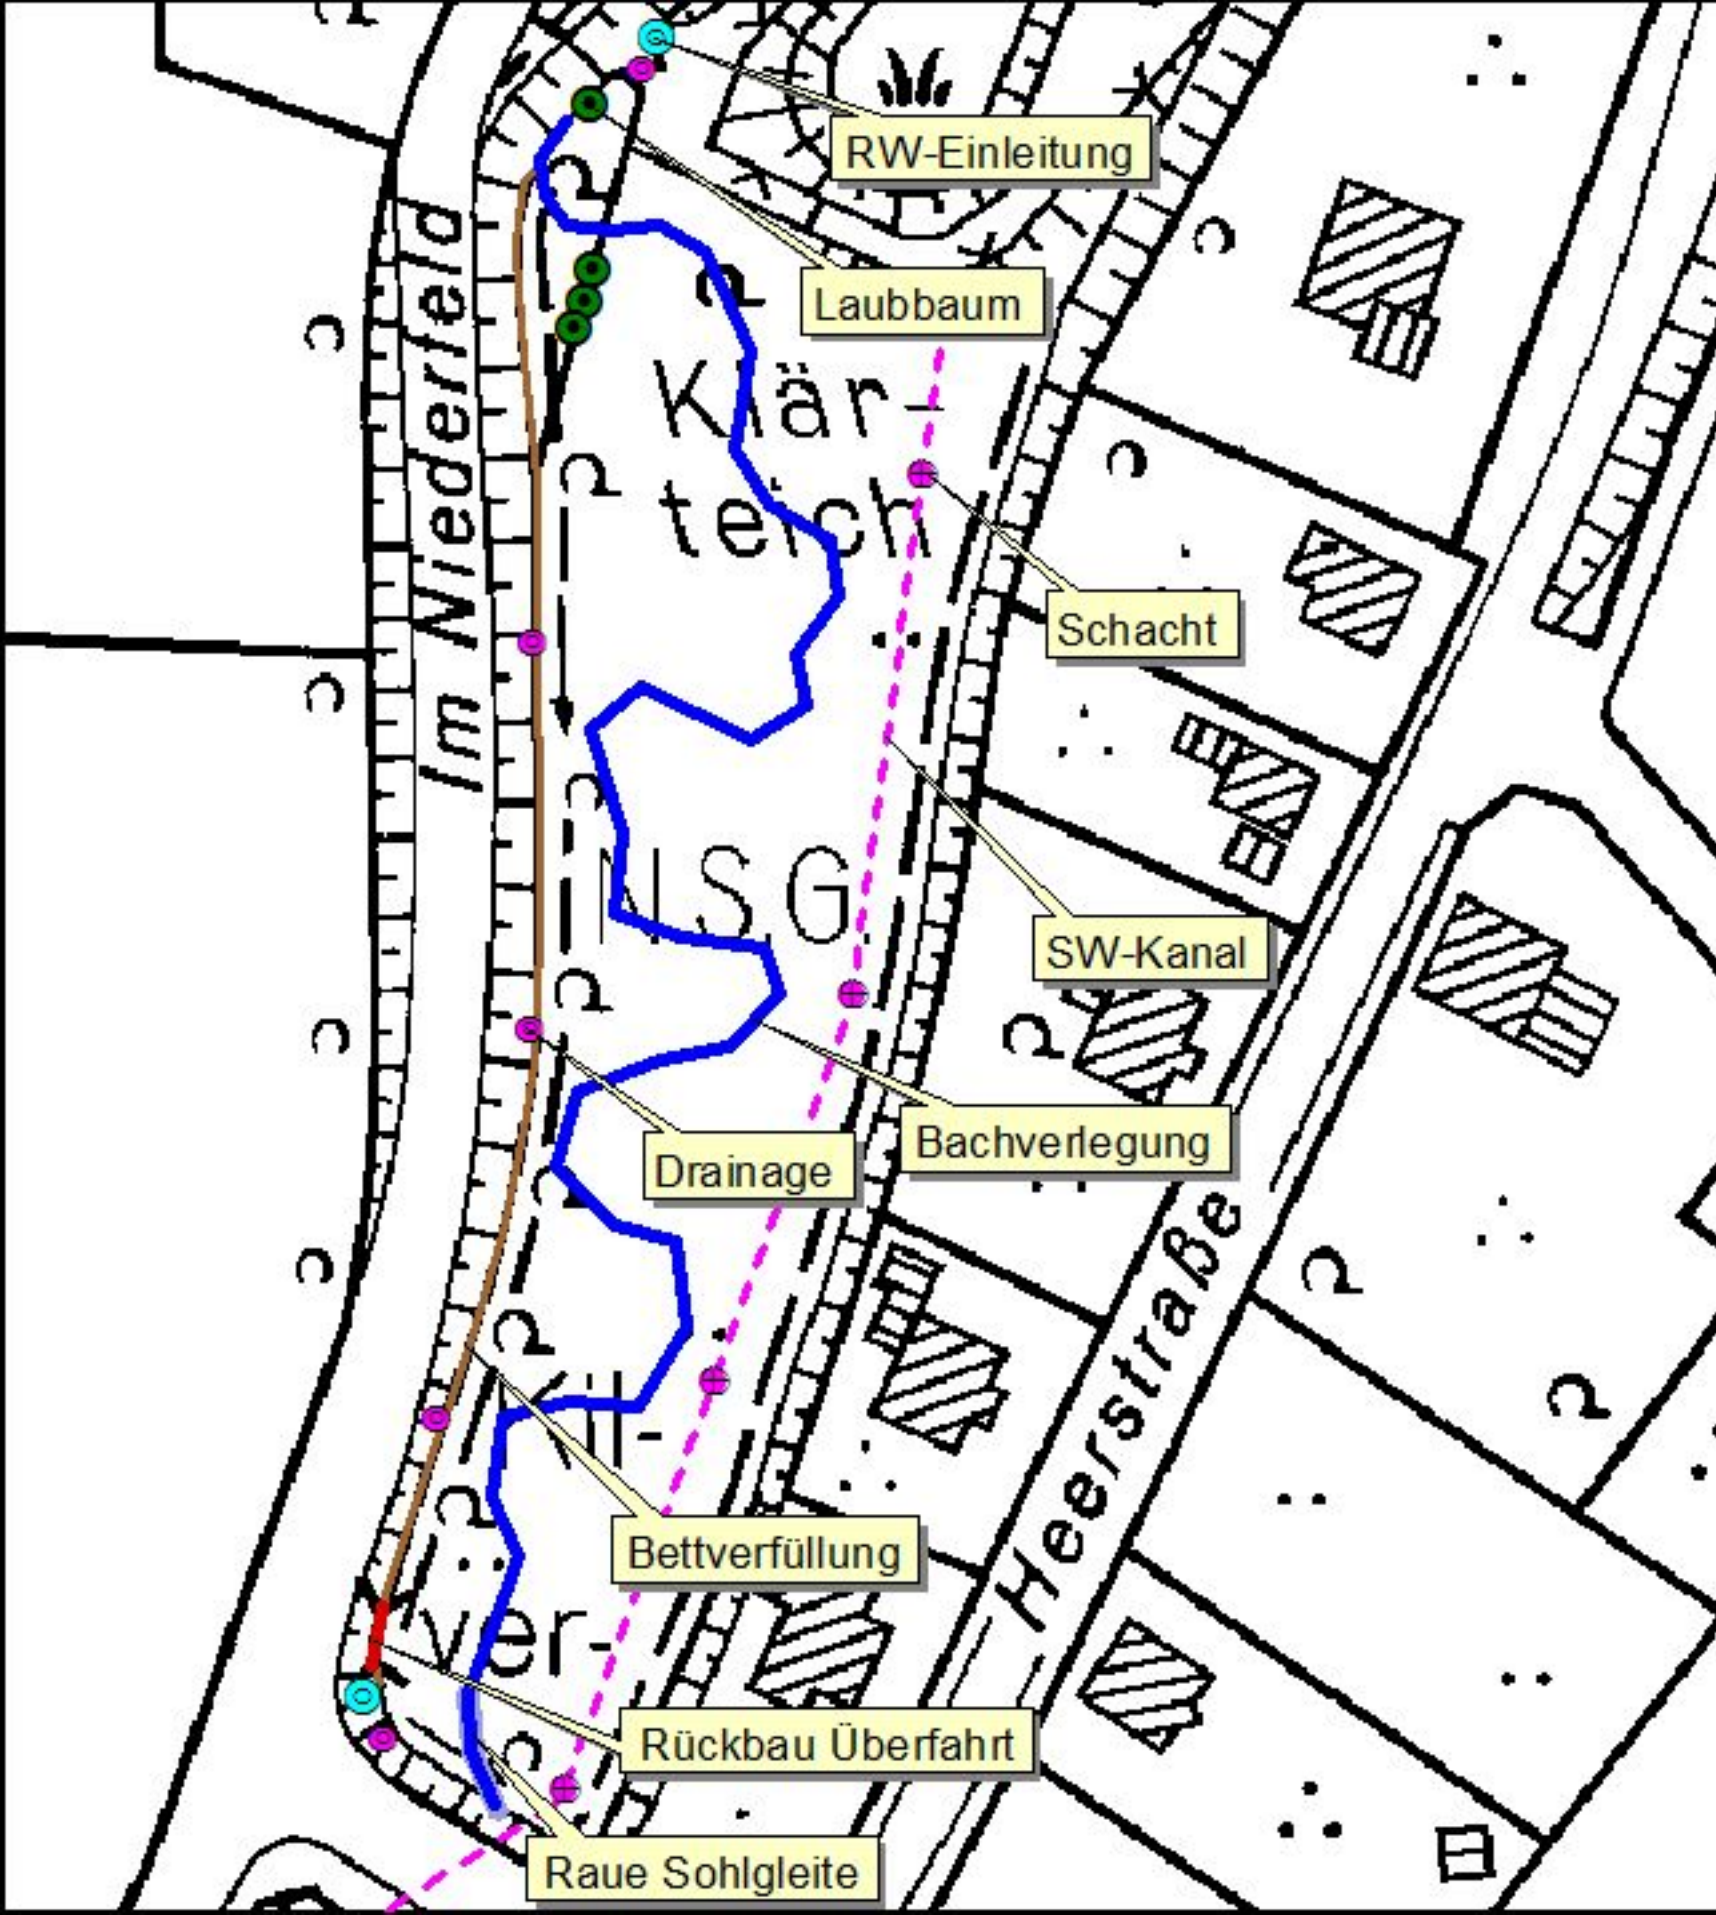 RW-Einleitung
Laubbaum
Im Niederfeld
Klär-
teich
Schacht
N.S.G.
SW-Kanal
Bachverlegung
Drainage
Heerstraße
Kil-
Bettverfüllung
ver-
Rückbau Überfahrt
Raue Sohlgleite